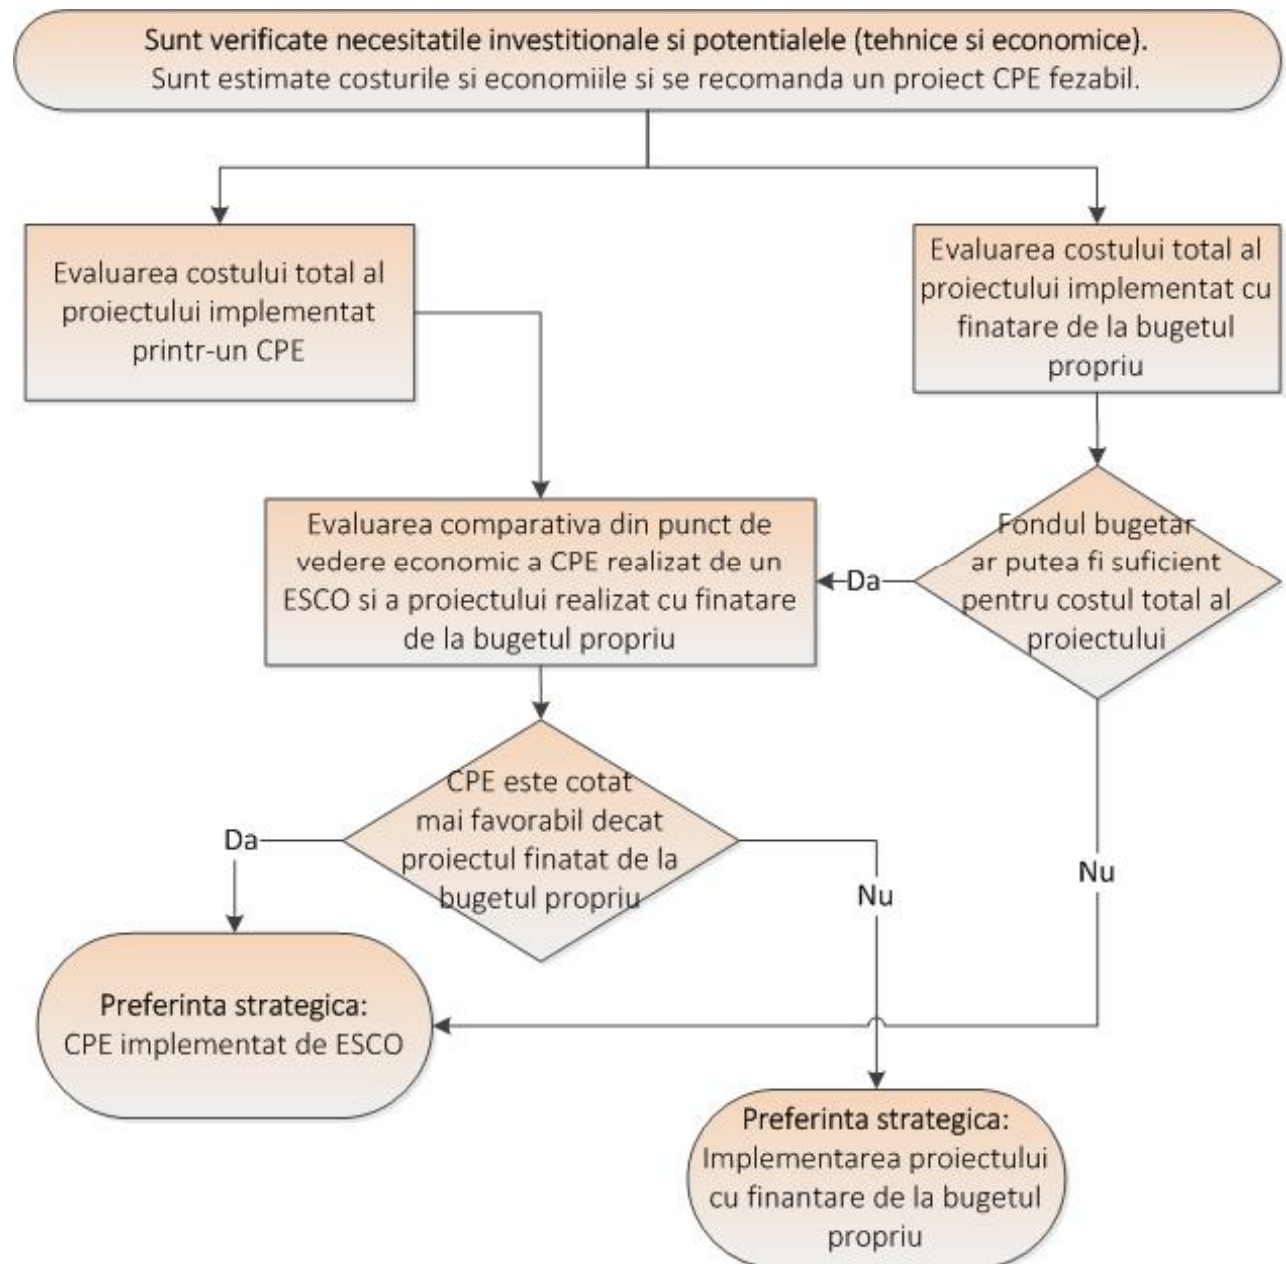 Sunt verificate necesitatile investitionale si potentialele (tehnice si economice).
Sunt estimate costurile si economiile si se recomanda un proiect CPE fezabil.
Evaluarea costului total al
proiectului implementat
printr-un CPE
Evaluarea costului total al
proiectului implementat cu
finatare de la bugetul
propriu
Evaluarea comparativa din punct de
vedere economic a CPE realizat de un
ESCO si a proiectului realizat cu finatare
de la bugetul propriu
Da
Fondul bugetar
ar putea fi suficient
pentru costul total al
proiectului
CPE este cotat
mai favorabil decat
proiectul finatat de la
bugetul propriu
Da
Nu
Nu
Preferinta strategica:
CPE implementat de ESCO
Preferinta strategica:
Implementarea proiectului
cu finantare de la bugetul
propriu